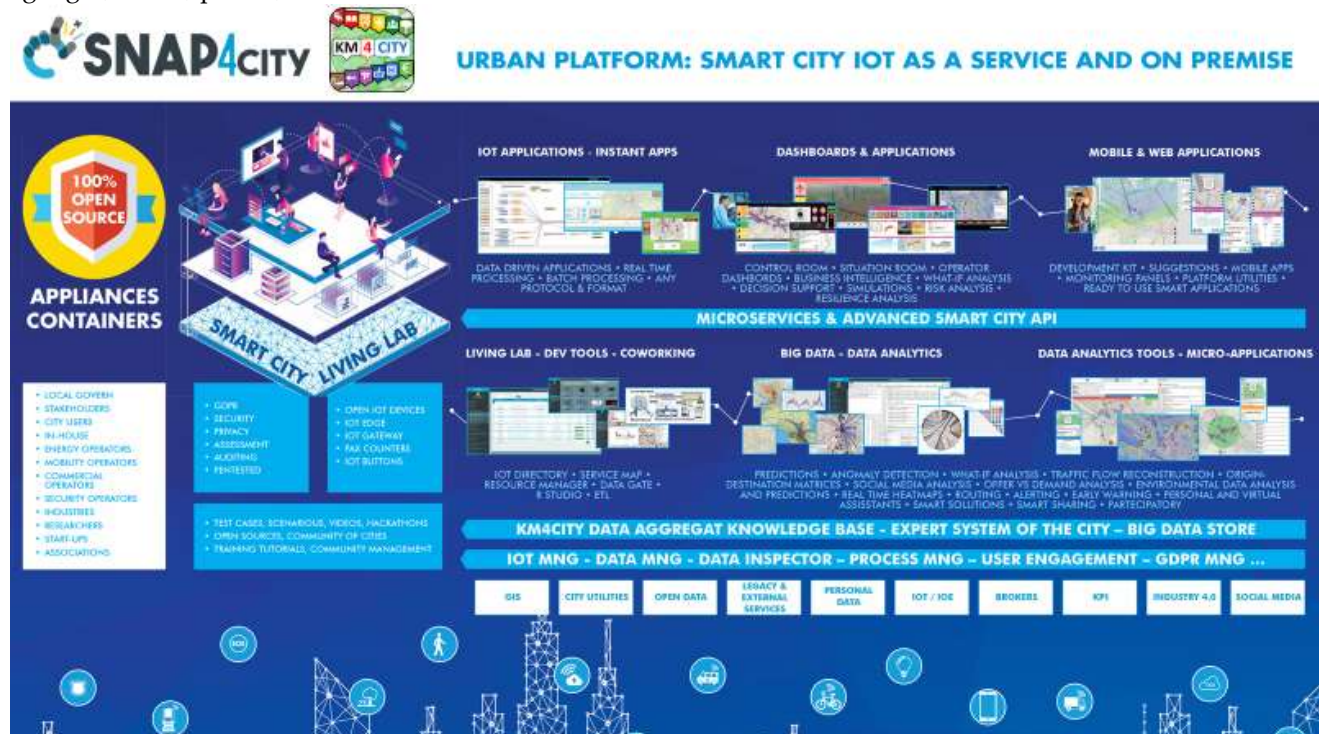 SNAP4CITY
KM 4 CITY
URBAN PLATFORM: SMART CITY IOT AS A SERVICE AND ON PREMISE
100%
OPEN
SOURCE
APPLIANCES
CONTAINERS
SMART CITY LIVING LAB
• LOCAL GOVERN
• STAKEHOLDERS
• CITY USERS
• IN-HOUSE
• ENERGY OPERATORS
• MOBILITY OPERATORS
• COMMERCIAL
OPERATORS
• SECURITY OPERATORS
• INDUSTRIES
• RESEARCHERS
• START-UPS
• ASSOCIATIONS
• GDPR
• SECURITY
• PRIVACY
• ASSESSMENT
• AUDITING
• PENTESTED
• OPEN IOT DEVICES
• IOT EDGE
• IOT GATEWAY
• PAX COUNTERS
• IOT BUTTONS
• TEST CASES, SCENARIOUS, VIDEOS, HACKATHONS
• OPEN SOURCES, COMMUNITY OF CITIES
• TRAINING TUTORIALS, COMMUNITY MANAGEMENT
IOT APPLICATIONS - INSTANT APPS
DATA DRIVEN APPLICATIONS • REAL TIME
PROCESSING • BATCH PROCESSING • ANY
PROTOCOL & FORMAT
DASHBOARDS & APPLICATIONS
CONTROL ROOM • SITUATION ROOM • OPERATOR
DASHBORDS • BUSINESS INTELLIGENCE • WHAT-IF ANALYSIS
• DECISION SUPPORT • SIMULATIONS • RISK ANALYSIS •
RESILIENCE ANALYSIS
MOBILE & WEB APPLICATIONS
DEVELOPMENT KIT • SUGGESTIONS • MOBILE APPS
• MONITORING PANELS • PLATFORM UTILITIES •
READY TO USE SMART APPLICATIONS
MICROSERVICES & ADVANCED SMART CITY API
LIVING LAB - DEV TOOLS - COWORKING
IOT DIRECTORY • SERVICE MAP •
RESOURCE MANAGER • DATA GATE •
R STUDIO • ETL
BIG DATA - DATA ANALYTICS
DATA ANALYTICS TOOLS - MICRO-APPLICATIONS
PREDICTIONS • ANOMALY DETECTION • WHAT-IF ANALYSIS • TRAFFIC FLOW RECONSTRUCTION • ORIGIN-
DESTINATION MATRICES • SOCIAL MEDIA ANALYSIS • OFFER VS DEMAND ANALYSIS • ENVIRONMENTAL DATA ANALYSIS
AND PREDICTIONS • REAL TIME HEATMAPS • ROUTING • ALERTING • EARLY WARNING • PERSONAL AND VIRTUAL
ASSISTANTS • SMART SOLUTIONS • SMART SHARING • PARTECIPATORY
KM4CITY DATA AGGREGAT KNOWLEDGE BASE - EXPERT SYSTEM OF THE CITY – BIG DATA STORE
IOT MNG - DATA MNG - DATA INSPECTOR – PROCESS MNG – USER ENGAGEMENT – GDPR MNG ...
GIS
CITY UTILITIES
OPEN DATA
LEGACY &
EXTERNAL
SERVICES
PERSONAL
DATA
IOT / IOE
BROKERS
KPI
INDUSTRY 4.0
SOCIAL MEDIA